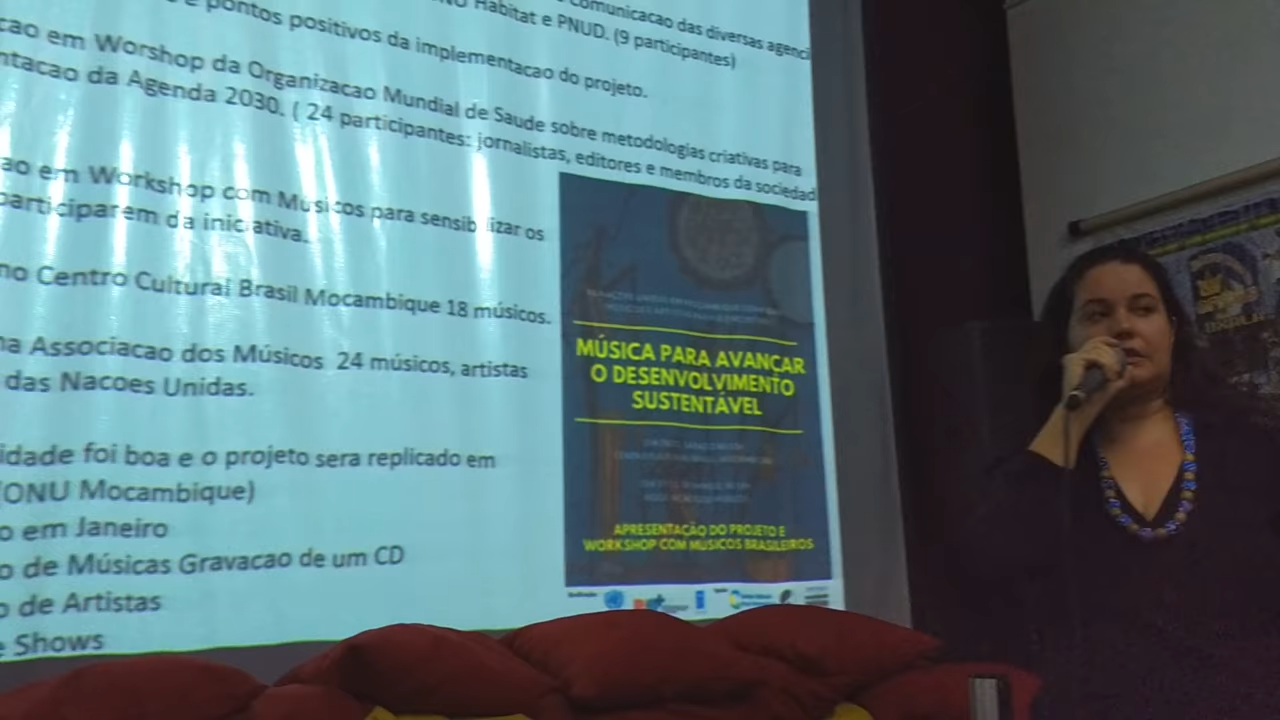 comunicacao das diversas agenci
Habitat e PNUD. (9 participantes)
e pontos positivos da implementacao do projeto.
cao em Worshop da Organizacao Mundial de Saude sobre metodologias criativas para
ntacao da Agenda 2030. ( 24 participantes: jornalistas, editores e membros da sociedad
ao em Workshop com Musicos para sensibilizar os
participarem da iniciativa.
no Centro Cultural Brasil Mocambique 18 músicos.
na Associacao dos Músicos 24 músicos, artistas
das Nacoes Unidas.
idade foi boa e o projeto sera replicado em
(ONU Mocambique)
o em Janeiro
o de Músicas Gravacao de um CD
o de Artistas
e Shows
MÚSICA PARA AVANÇAR
O DESENVOLVIMENTO
SUSTENTÁVEL
APRESENTAÇÃO DO PROJETO E
WORKSHOP COM MÚSICOS BRASILEIROS